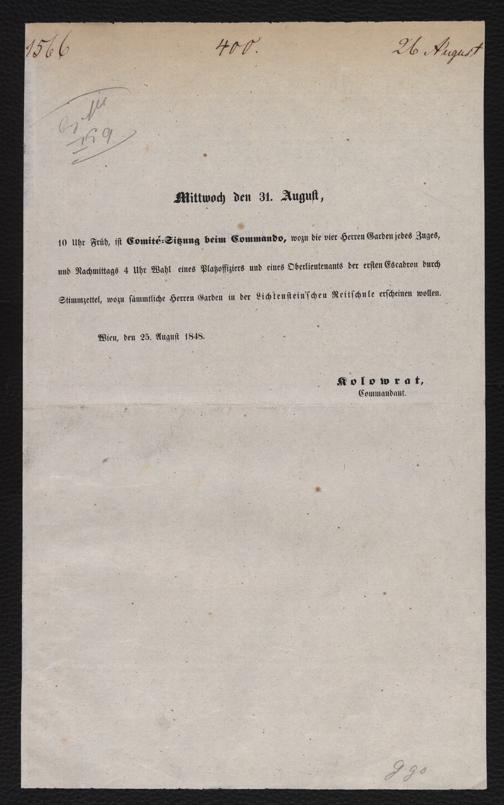 1566 400. 26 August
Mittwoch den 31. August,
10 Uhr Früh, ist Comité-Sitzung beim Commando, wozu die vier Herren Garden jedes Zuges,
und Nachmittags 4 Uhr Wahl eines Platzoffiziers und eines Oberlieutenants der ersten Escadron durch
Stimmzettel, wozu sämmtliche Herren Garden in der Lichtenstein'schen Reitschule erscheinen wollen.
Wien, den 25. August 1848.
Kolowrat,
Commandant.